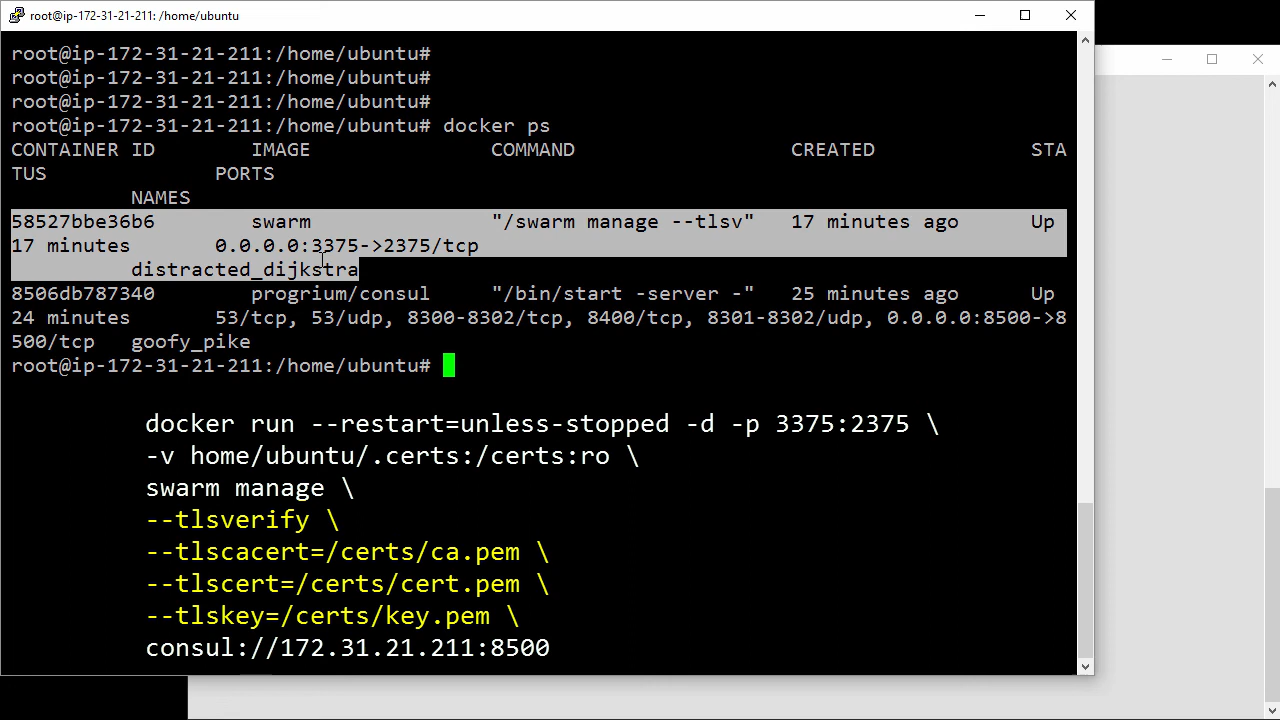 root@ip-172-31-21-211: /home/ubuntu
root@ip-172-31-21-211:/home/ubuntu#
root@ip-172-31-21-211:/home/ubuntu#
root@ip-172-31-21-211:/home/ubuntu#
root@ip-172-31-21-211:/home/ubuntu# docker ps
CONTAINER ID        IMAGE               COMMAND                  CREATED             STA
TUS              PORTS
          NAMES
58527bbe36b6        swarm               "/swarm manage --tlsv"   17 minutes ago      Up
17 minutes       0.0.0.0:3375->2375/tcp
          distracted_dijkstra
8506db787340        progrium/consul     "/bin/start -server -"   25 minutes ago      Up
24 minutes       53/tcp, 53/udp, 8300-8302/tcp, 8400/tcp, 8301-8302/udp, 0.0.0.0:8500->8
500/tcp   goofy_pike
root@ip-172-31-21-211:/home/ubuntu#
docker run --restart=unless-stopped -d -p 3375:2375 \
-v home/ubuntu/.certs:/certs:ro \
swarm manage \
--tlsverify \
--tlscacert=/certs/ca.pem \
--tlscert=/certs/cert.pem \
--tlskey=/certs/key.pem \
consul://172.31.21.211:8500